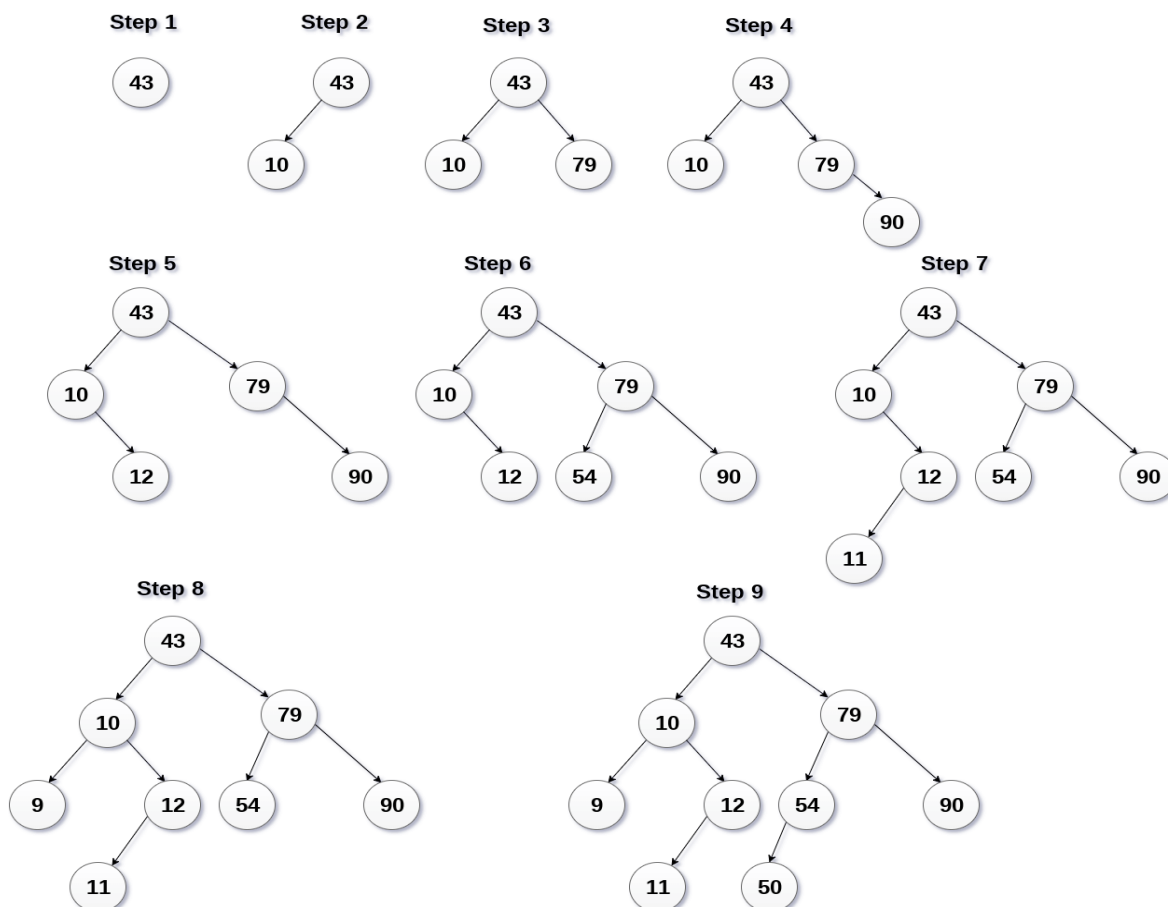 Step 1 Step 2 Step 3 Step 4
43 43 43 43
10 10 79 10 79
90
Step 5 Step 6 Step 7
43 43 43
10 79 10 79 10 79
12 90 12 54 90 12 54 90
11
Step 8 Step 9
43 43
10 79 10 79
9 12 54 90 9 12 54 90
11 11 50